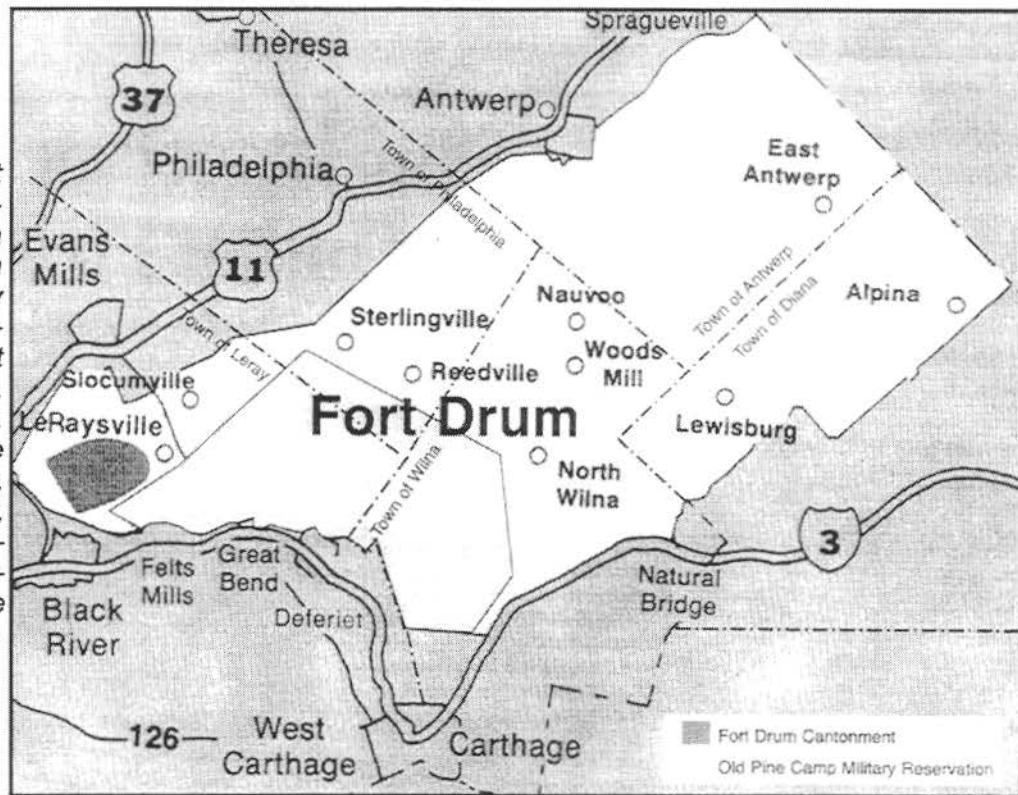 Spragueville
Theresa
37
Antwerp
Philadelphia
East
Antwerp
Town of Philadelphia
Evans
Mills
11
Nauvoo
Town of Antwerp
Town of Diana
Alpina
Sterlingville
Town of Leray
Woods
Mill
Slocumville
Reedville
Fort Drum
Lewisburg
LeRaysville
North
Wilna
Town of Wilna
3
Felts
Mills
Great
Bend
Natural
Bridge
Black
River
Deferiet
126
West
Carthage
Carthage
Fort Drum Cantonment
Old Pine Camp Military Reservation